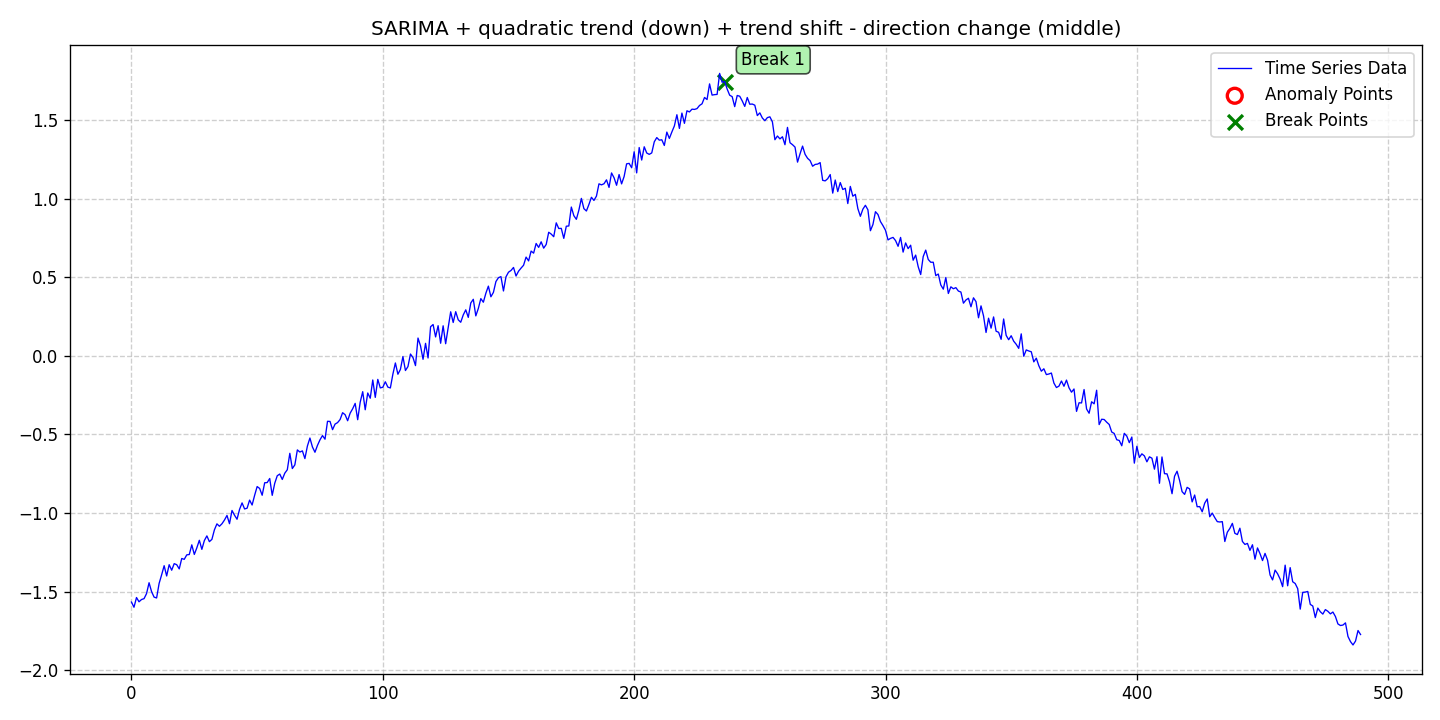 SARIMA + quadratic trend (down) + trend shift - direction change (middle)
Break 1
Time Series Data
Anomaly Points
Break Points
1.5
1.0
0.5
0.0
−0.5
−1.0
−1.5
−2.0
0 100 200 300 400 500